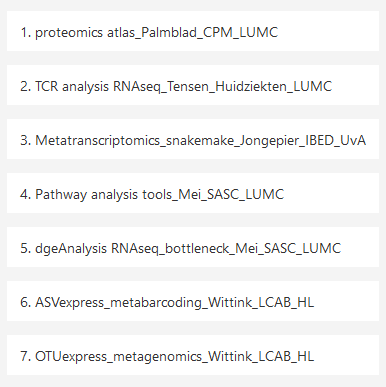 1. proteomics atlas_Palmblad_CPM_LUMC
2. TCR analysis RNAseq_Tensen_Huidziekten_LUMC
3. Metatranscriptomics_snakemake_Jongepier_IBED_UvA
4. Pathway analysis tools_Mei_SASC_LUMC
5. dgeAnalysis RNAseq_bottleneck_Mei_SASC_LUMC
6. ASVexpress_metabarcoding_Wittink_LCAB_HL
7. OTUexpress_metagenomics_Wittink_LCAB_HL